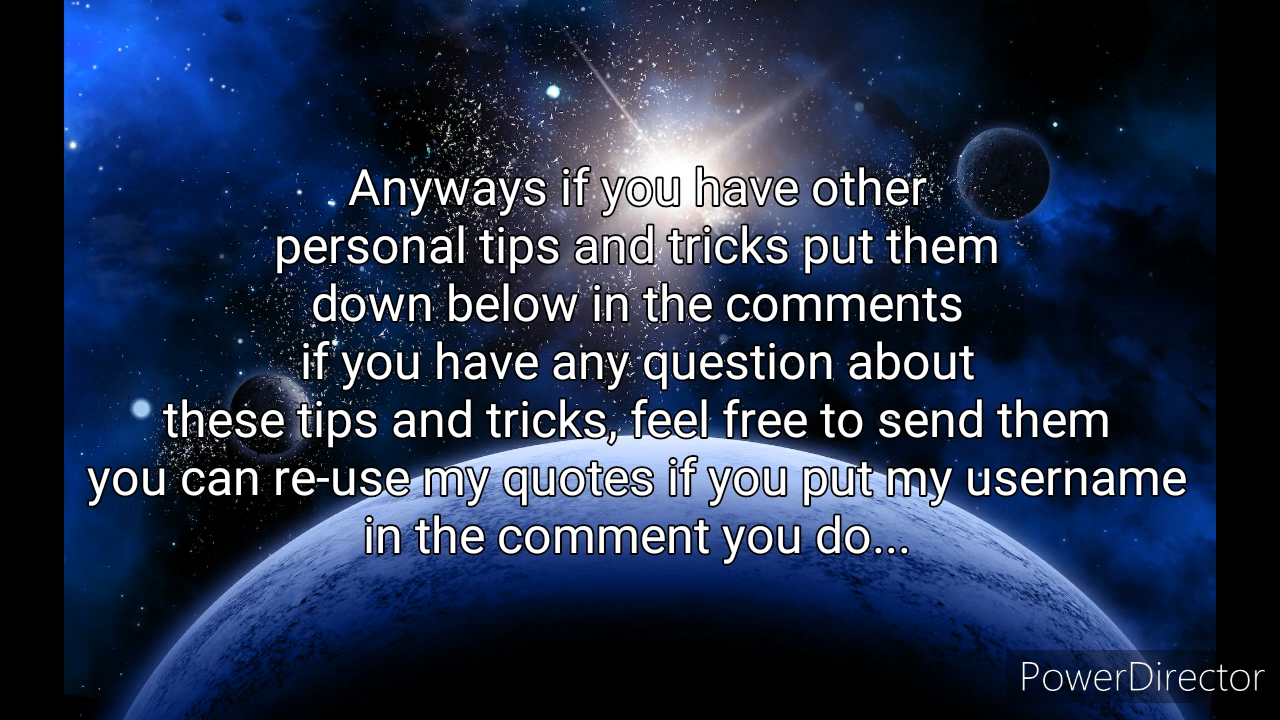 Anyways if you have other
personal tips and tricks put them
down below in the comments
if you have any question about
these tips and tricks, feel free to send them
you can re-use my quotes if you put my username
in the comment you do...
PowerDirector